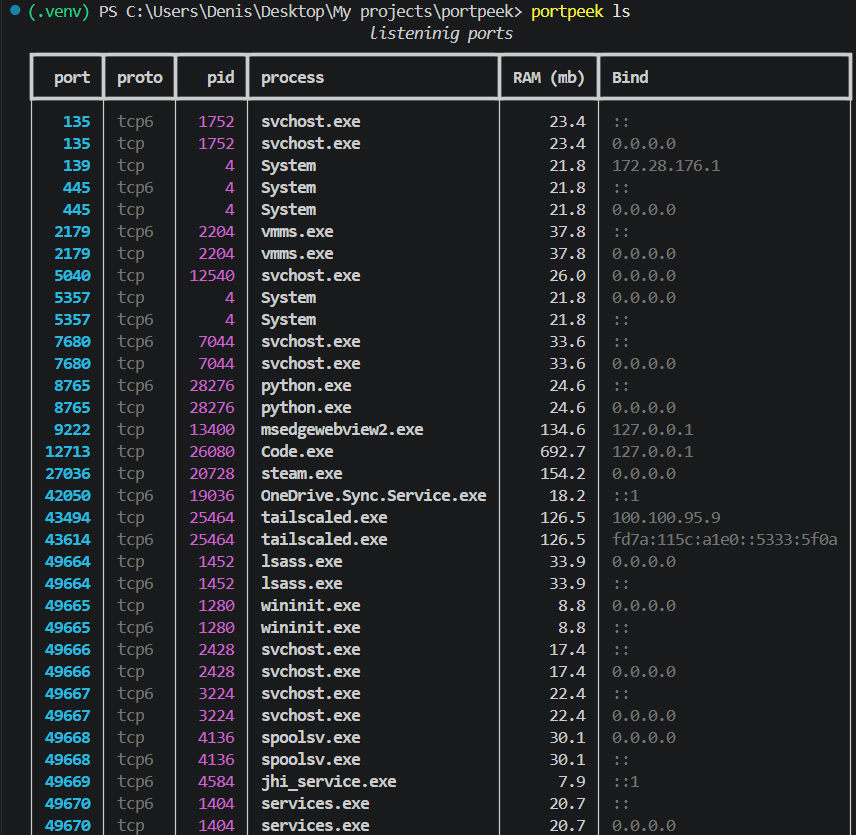 (.venv) PS C:\Users\Denis\Desktop\My projects\portpeek> portpeek ls
listeninig ports
port proto pid process RAM (mb) Bind
135 tcp6 1752 svchost.exe 23.4 ::
135 tcp 1752 svchost.exe 23.4 0.0.0.0
139 tcp 4 System 21.8 172.28.176.1
445 tcp6 4 System 21.8 ::
445 tcp 4 System 21.8 0.0.0.0
2179 tcp6 2204 vmms.exe 37.8 ::
2179 tcp 2204 vmms.exe 37.8 0.0.0.0
5040 tcp 12540 svchost.exe 26.0 0.0.0.0
5357 tcp 4 System 21.8 0.0.0.0
5357 tcp6 4 System 21.8 ::
7680 tcp6 7044 svchost.exe 33.6 ::
7680 tcp 7044 svchost.exe 33.6 0.0.0.0
8765 tcp6 28276 python.exe 24.6 ::
8765 tcp 28276 python.exe 24.6 0.0.0.0
9222 tcp 13400 msedgewebview2.exe 134.6 127.0.0.1
12713 tcp 26080 Code.exe 692.7 127.0.0.1
27036 tcp 20728 steam.exe 154.2 0.0.0.0
42050 tcp6 19036 OneDrive.Sync.Service.exe 18.2 ::1
43494 tcp 25464 tailscaled.exe 126.5 100.100.95.9
43614 tcp6 25464 tailscaled.exe 126.5 fd7a:115c:a1e0::5333:5f0a
49664 tcp 1452 lsass.exe 33.9 0.0.0.0
49664 tcp6 1452 lsass.exe 33.9 ::
49665 tcp 1280 wininit.exe 8.8 0.0.0.0
49665 tcp6 1280 wininit.exe 8.8 ::
49666 tcp6 2428 svchost.exe 17.4 ::
49666 tcp 2428 svchost.exe 17.4 0.0.0.0
49667 tcp6 3224 svchost.exe 22.4 ::
49667 tcp 3224 svchost.exe 22.4 0.0.0.0
49668 tcp 4136 spoolsv.exe 30.1 0.0.0.0
49668 tcp6 4136 spoolsv.exe 30.1 ::
49669 tcp6 4584 jhi_service.exe 7.9 ::1
49670 tcp6 1404 services.exe 20.7 ::
49670 tcp 1404 services.exe 20.7 0.0.0.0